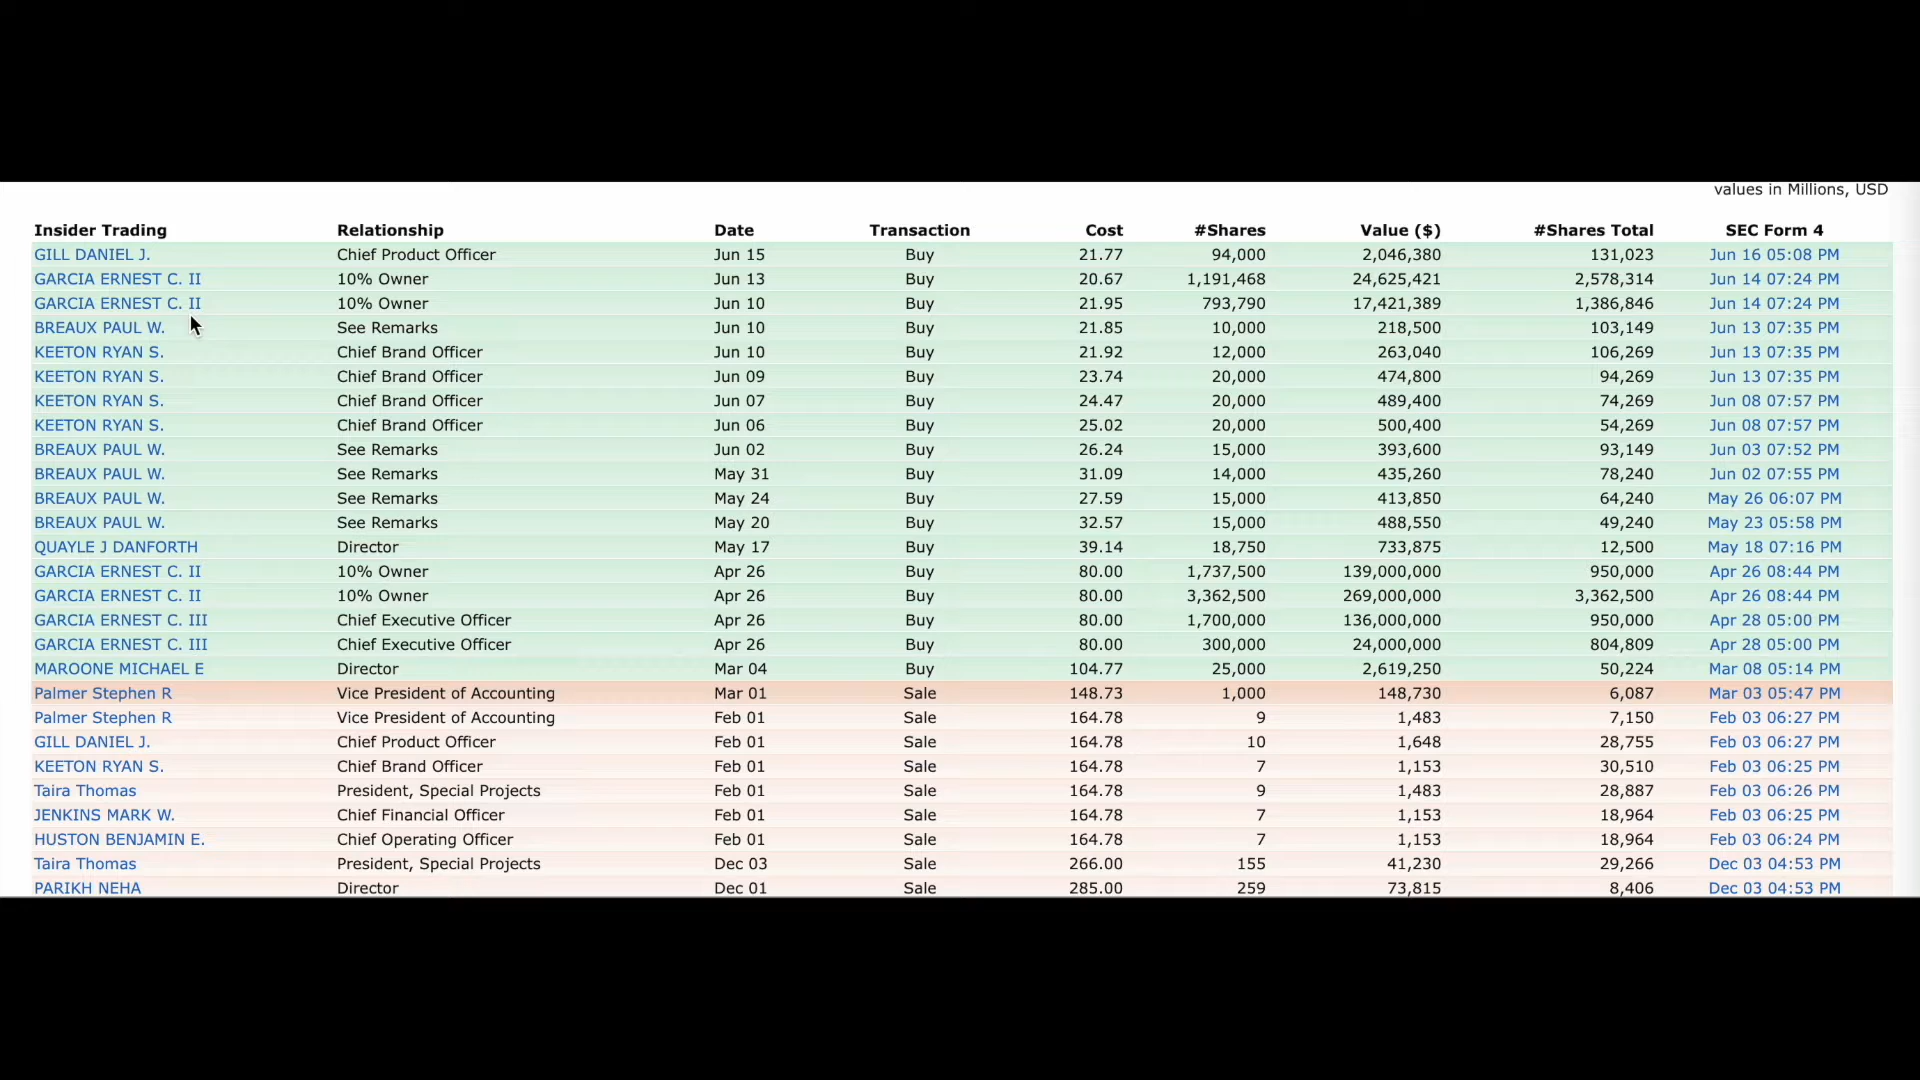 values in Millions, USD
Insider Trading Relationship Date Transaction Cost #Shares Value ($) #Shares Total SEC Form 4
GILL DANIEL J. Chief Product Officer Jun 15 Buy 21.77 94,000 2,046,380 131,023 Jun 16 05:08 PM
GARCIA ERNEST C. II 10% Owner Jun 13 Buy 20.67 1,191,468 24,625,421 2,578,314 Jun 14 07:24 PM
GARCIA ERNEST C. II 10% Owner Jun 10 Buy 21.95 793,790 17,421,389 1,386,846 Jun 14 07:24 PM
BREAUX PAUL W. See Remarks Jun 10 Buy 21.85 10,000 218,500 103,149 Jun 13 07:35 PM
KEETON RYAN S. Chief Brand Officer Jun 10 Buy 21.92 12,000 263,040 106,269 Jun 13 07:35 PM
KEETON RYAN S. Chief Brand Officer Jun 09 Buy 23.74 20,000 474,800 94,269 Jun 13 07:35 PM
KEETON RYAN S. Chief Brand Officer Jun 07 Buy 24.47 20,000 489,400 74,269 Jun 08 07:57 PM
KEETON RYAN S. Chief Brand Officer Jun 06 Buy 25.02 20,000 500,400 54,269 Jun 08 07:57 PM
BREAUX PAUL W. See Remarks Jun 02 Buy 26.24 15,000 393,600 93,149 Jun 03 07:52 PM
BREAUX PAUL W. See Remarks May 31 Buy 31.09 14,000 435,260 78,240 Jun 02 07:55 PM
BREAUX PAUL W. See Remarks May 24 Buy 27.59 15,000 413,850 64,240 May 26 06:07 PM
BREAUX PAUL W. See Remarks May 20 Buy 32.57 15,000 488,550 49,240 May 23 05:58 PM
QUAYLE J DANFORTH Director May 17 Buy 39.14 18,750 733,875 12,500 May 18 07:16 PM
GARCIA ERNEST C. II 10% Owner Apr 26 Buy 80.00 1,737,500 139,000,000 950,000 Apr 26 08:44 PM
GARCIA ERNEST C. II 10% Owner Apr 26 Buy 80.00 3,362,500 269,000,000 3,362,500 Apr 26 08:44 PM
GARCIA ERNEST C. III Chief Executive Officer Apr 26 Buy 80.00 1,700,000 136,000,000 950,000 Apr 28 05:00 PM
GARCIA ERNEST C. III Chief Executive Officer Apr 26 Buy 80.00 300,000 24,000,000 804,809 Apr 28 05:00 PM
MAROONE MICHAEL E Director Mar 04 Buy 104.77 25,000 2,619,250 50,224 Mar 08 05:14 PM
Palmer Stephen R Vice President of Accounting Mar 01 Sale 148.73 1,000 148,730 6,087 Mar 03 05:47 PM
Palmer Stephen R Vice President of Accounting Feb 01 Sale 164.78 9 1,483 7,150 Feb 03 06:27 PM
GILL DANIEL J. Chief Product Officer Feb 01 Sale 164.78 10 1,648 28,755 Feb 03 06:27 PM
KEETON RYAN S. Chief Brand Officer Feb 01 Sale 164.78 7 1,153 30,510 Feb 03 06:25 PM
Taira Thomas President, Special Projects Feb 01 Sale 164.78 9 1,483 28,887 Feb 03 06:26 PM
JENKINS MARK W. Chief Financial Officer Feb 01 Sale 164.78 7 1,153 18,964 Feb 03 06:25 PM
HUSTON BENJAMIN E. Chief Operating Officer Feb 01 Sale 164.78 7 1,153 18,964 Feb 03 06:24 PM
Taira Thomas President, Special Projects Dec 03 Sale 266.00 155 41,230 29,266 Dec 03 04:53 PM
PARIKH NEHA Director Dec 01 Sale 285.00 259 73,815 8,406 Dec 03 04:53 PM